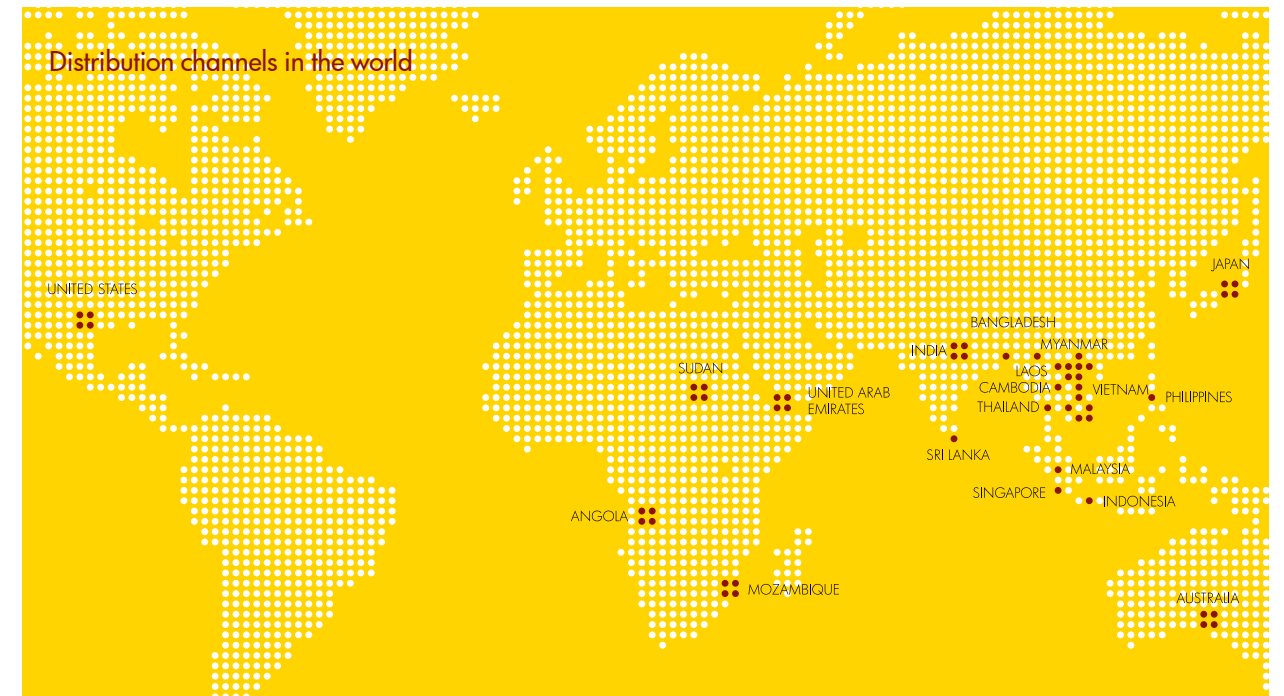 Distribution channels in the world
JAPAN
UNITED STATES
BANGLADESH
MYANMAR
INDIA
SUDAN
LAOS
UNITED ARAB
EMIRATES
CAMBODIA
VIETNAM
PHILIPPINES
THAILAND
SRI LANKA
MALAYSIA
SINGAPORE
INDONESIA
ANGOLA
MOZAMBIQUE
AUSTRALIA